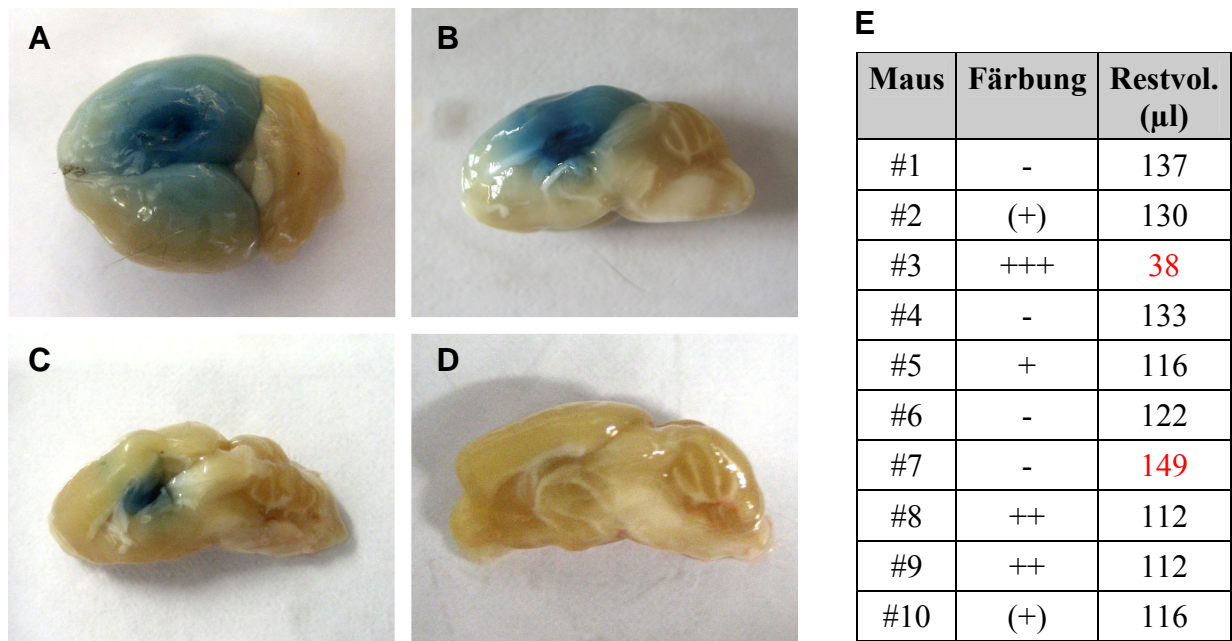 A
B
C
D
E
Maus Färbung Restvol. (µl)
#1 - 137
#2 (+) 130
#3 +++ 38
#4 - 133
#5 + 116
#6 - 122
#7 - 149
#8 ++ 112
#9 ++ 112
#10 (+) 116